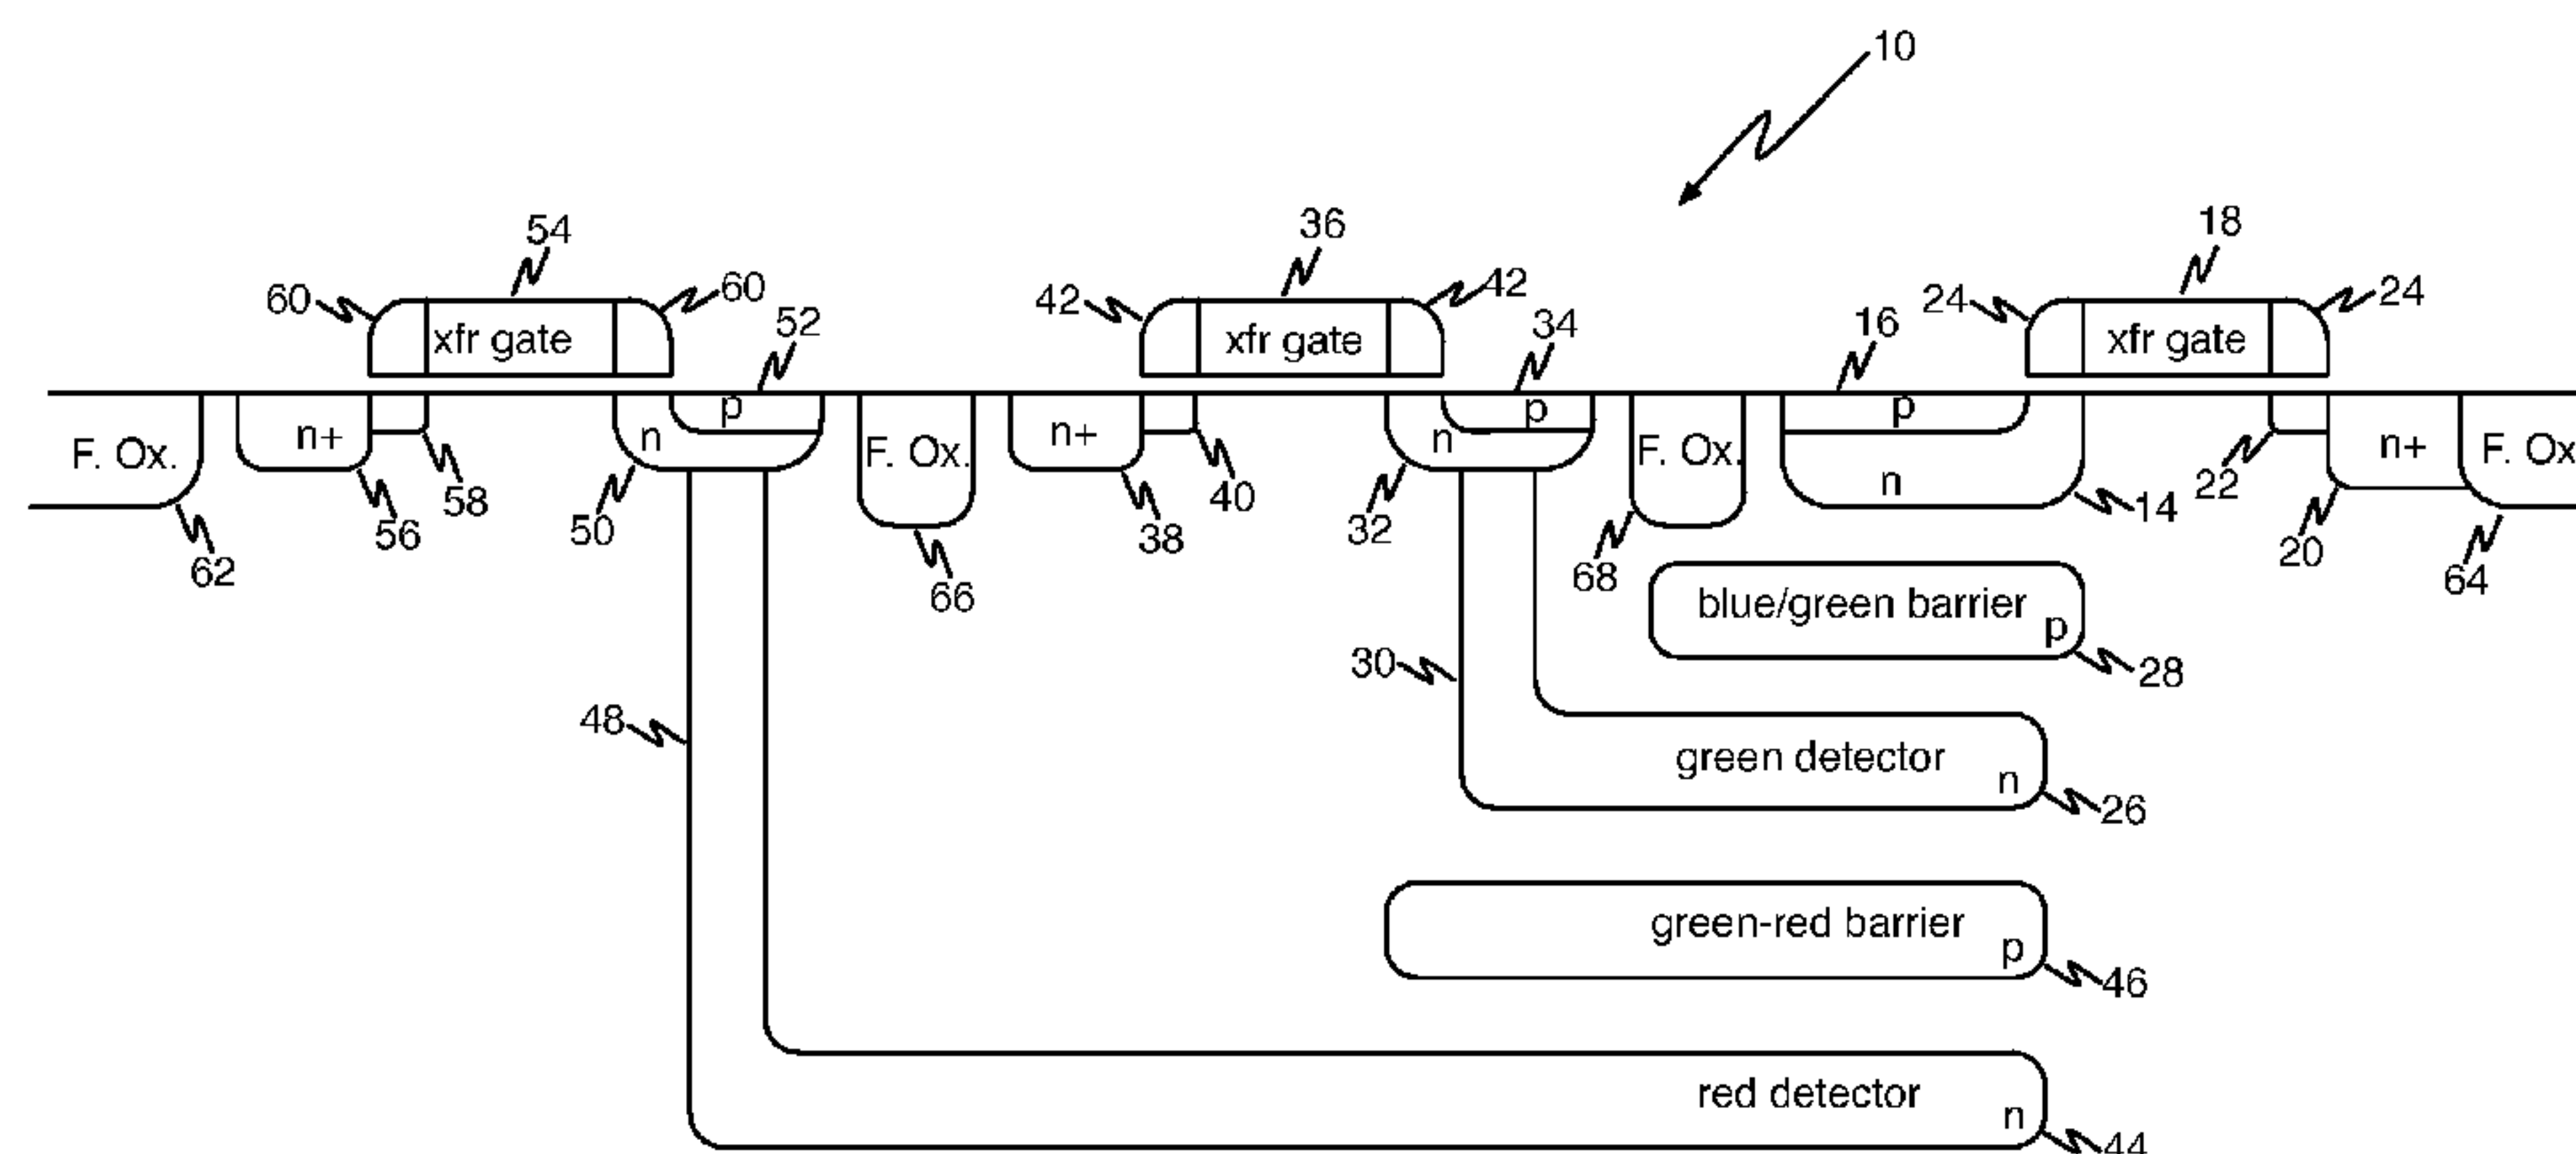 10
54
36
18
60
60
42
42
24
24
52
34
16
xfr gate
xfr gate
xfr gate
p
p
p
F. Ox.
n+
n
F. Ox.
n+
n
F. Ox.
n
n+
F. Ox
58
40
22
14
56
50
38
32
20
62
66
68
64
blue/green barrier
p
28
30
48
green detector
n
26
green-red barrier
p
46
red detector
n
44